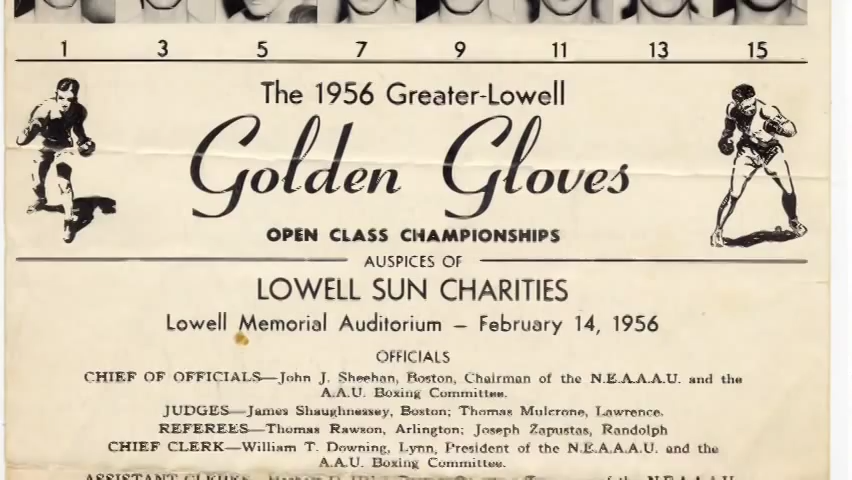 1 3 5 7 9 11 13 15
The 1956 Greater-Lowell
Golden Gloves
OPEN CLASS CHAMPIONSHIPS
AUSPICES OF
LOWELL SUN CHARITIES
Lowell Memorial Auditorium — February 14, 1956
OFFICIALS
CHIEF OF OFFICIALS—John J. Sheehan, Boston, Chairman of the N.E.A.A.A.U. and the
A.A.U. Boxing Committee.
JUDGES—James Shaughnessey, Boston; Thomas Mulcrone, Lawrence.
REFEREES—Thomas Rawson, Arlington; Joseph Zapustas, Randolph
CHIEF CLERK—William T. Downing, Lynn, President of the N.E.A.A.A.U. and the
A.A.U. Boxing Committee.
of the N.E.A.A.A.U.